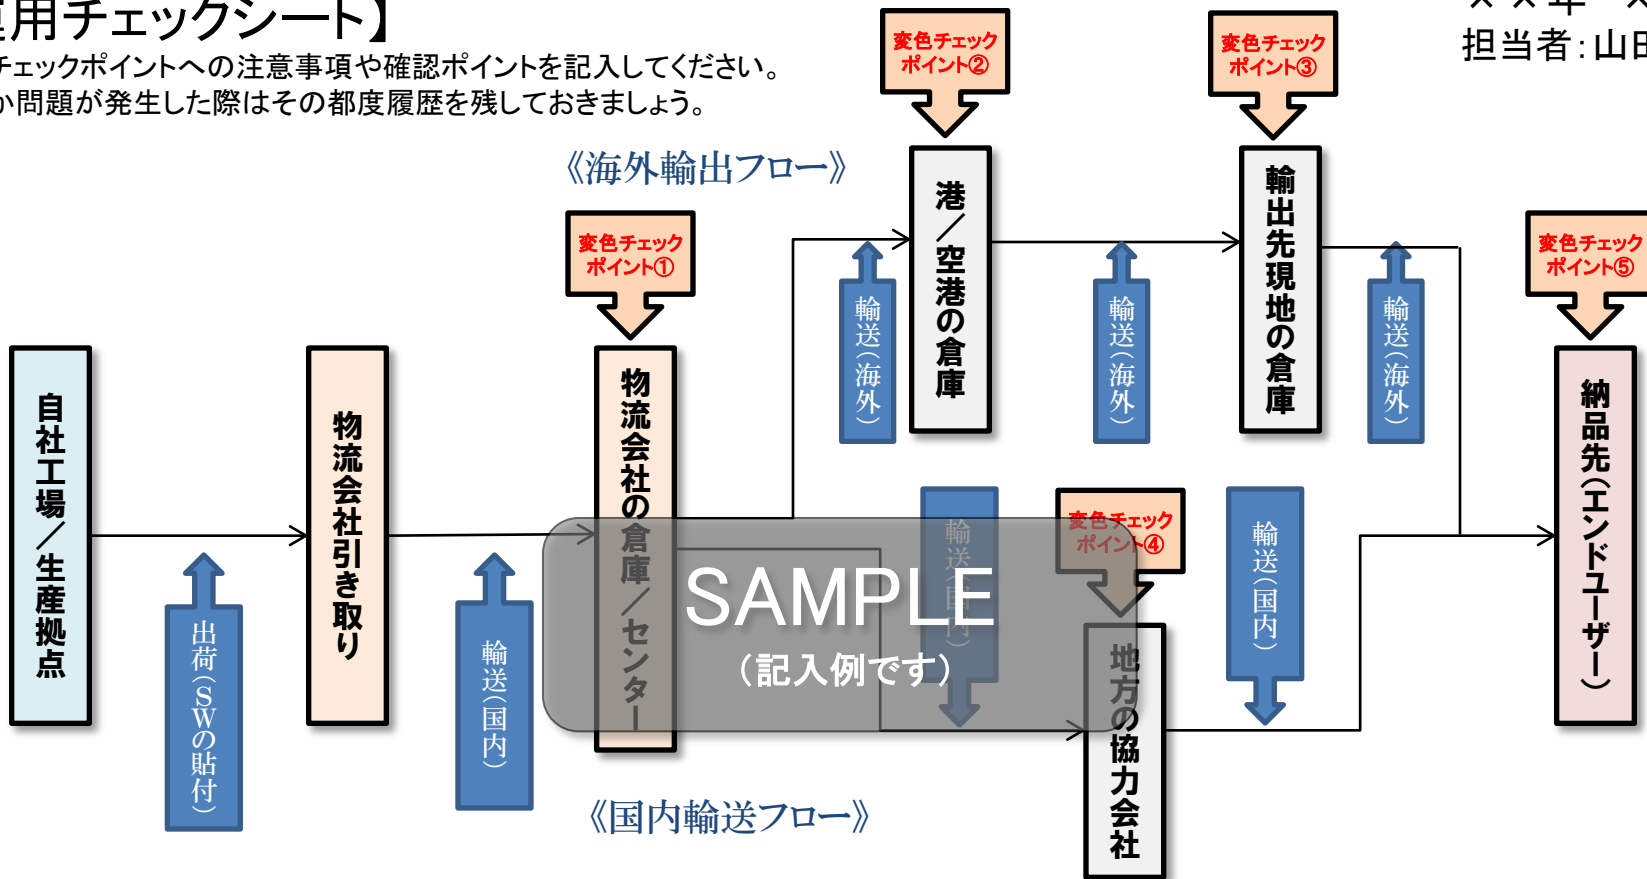 運用チェックシート】
チェックポイントへの注意事項や確認ポイントを記入してください。
か問題が発生した際はその都度履歴を残しておきましょう。
××年
担当者：山田
変色チェック
ポイント②
変色チェック
ポイント③
《海外輸出フロー》
変色チェック
ポイント①
変色チェック
ポイント⑤
港／空港の倉庫
輸出先現地の倉庫
輸送（海外）
輸送（海外）
輸送（海外）
自社工場／生産拠点
物流会社引き取り
物流会社の倉庫／センター
納品先（エンドユーザー）
出荷（SWの貼付）
輸送（国内）
輸送（国内）
変色チェック
ポイント④
輸送（国内）
SAMPLE
（記入例です）
地方の協力会社
《国内輸送フロー》